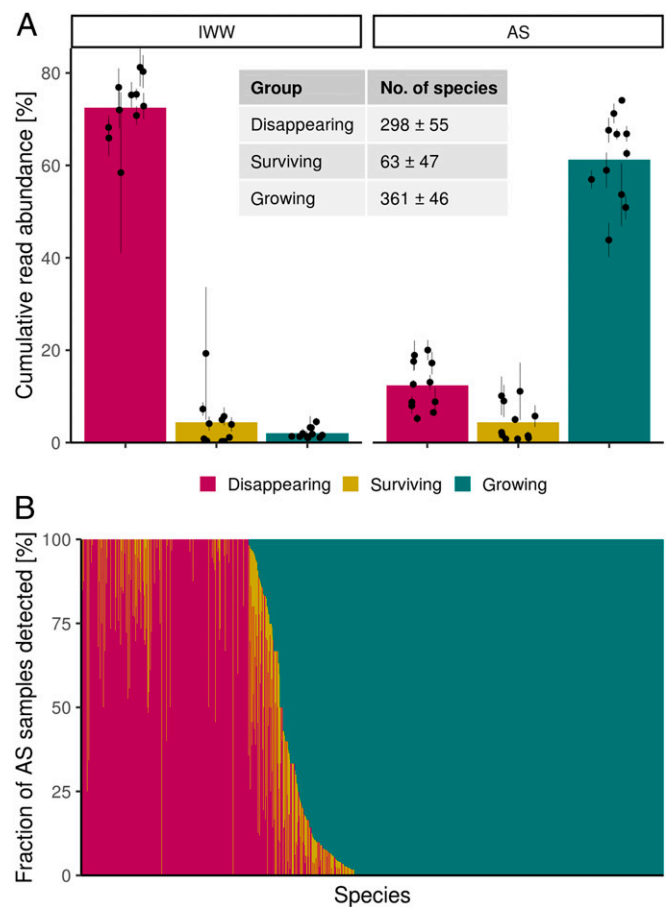 A
IWW
AS
Cumulative read abundance [%]
80
60
40
20
0
Group No. of species
Disappearing 298 ± 55
Surviving 63 ± 47
Growing 361 ± 46
Disappearing Surviving Growing
B
Fraction of AS samples detected [%]
100
75
50
25
0
Species